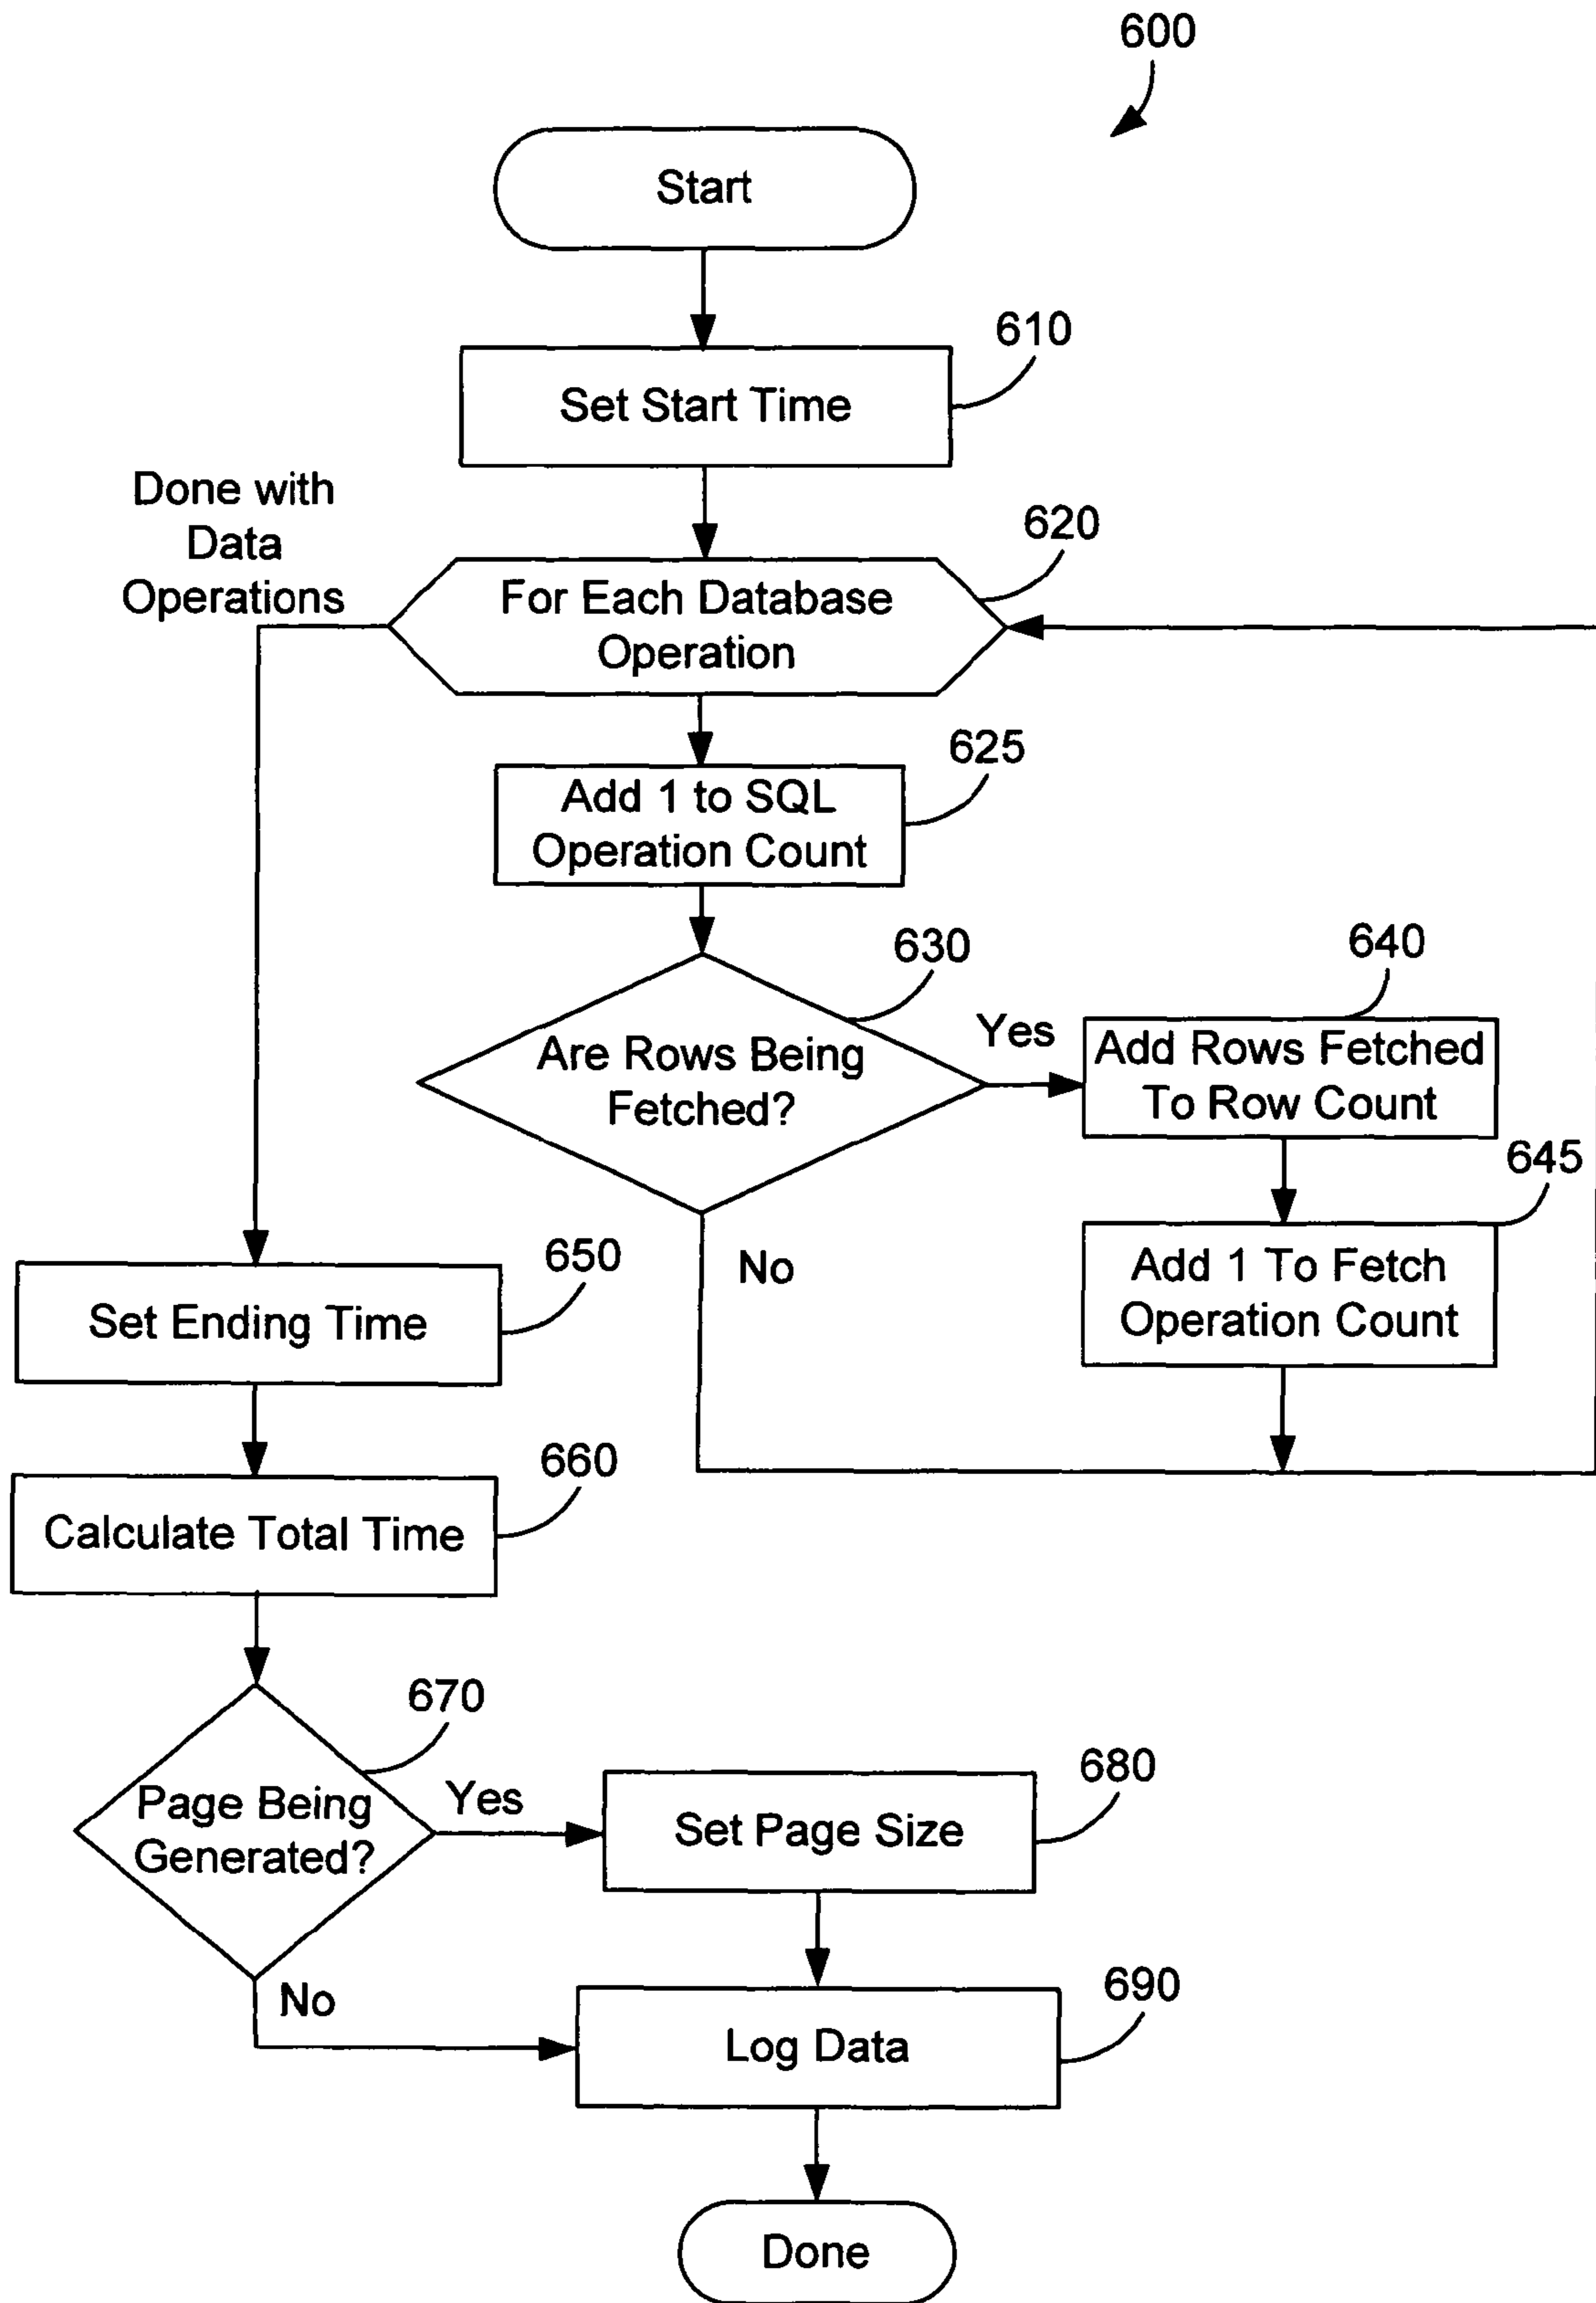 600
Start
610
Set Start Time
Done with
Data
Operations
620
For Each Database
Operation
625
Add 1 to SQL
Operation Count
630
Are Rows Being
Fetched?
Yes
640
Add Rows Fetched
To Row Count
645
Add 1 To Fetch
Operation Count
No
650
Set Ending Time
660
Calculate Total Time
670
Page Being
Generated?
Yes
680
Set Page Size
No
690
Log Data
Done